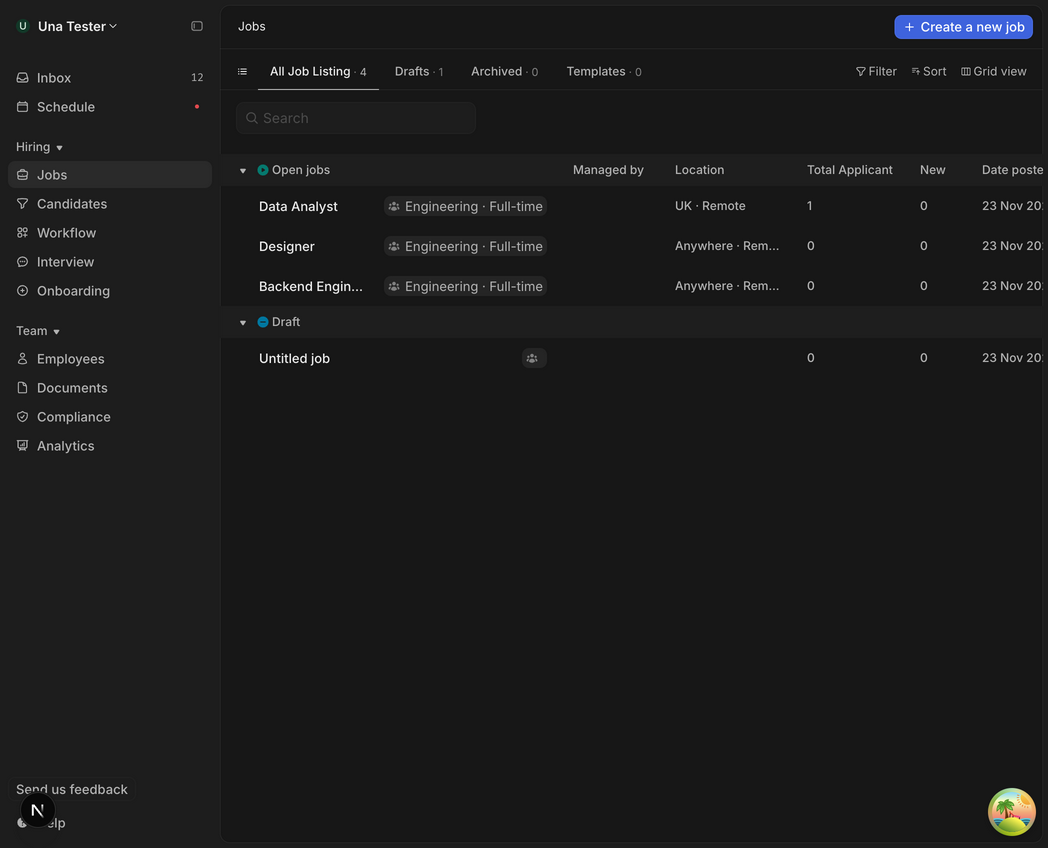 U Una Tester
Inbox 12
Schedule
Hiring
Jobs
Candidates
Workflow
Interview
Onboarding
Team
Employees
Documents
Compliance
Analytics
Send us feedback
N
Jobs
+ Create a new job
All Job Listing · 4 Drafts · 1 Archived · 0 Templates · 0 Filter Sort Grid view
Search
Open jobs Managed by Location Total Applicant New Date poste
Data Analyst Engineering · Full-time UK · Remote 1 0 23 Nov 20
Designer Engineering · Full-time Anywhere · Rem... 0 0 23 Nov 20
Backend Engin... Engineering · Full-time Anywhere · Rem... 0 0 23 Nov 20
Draft
Untitled job 0 0 23 Nov 20